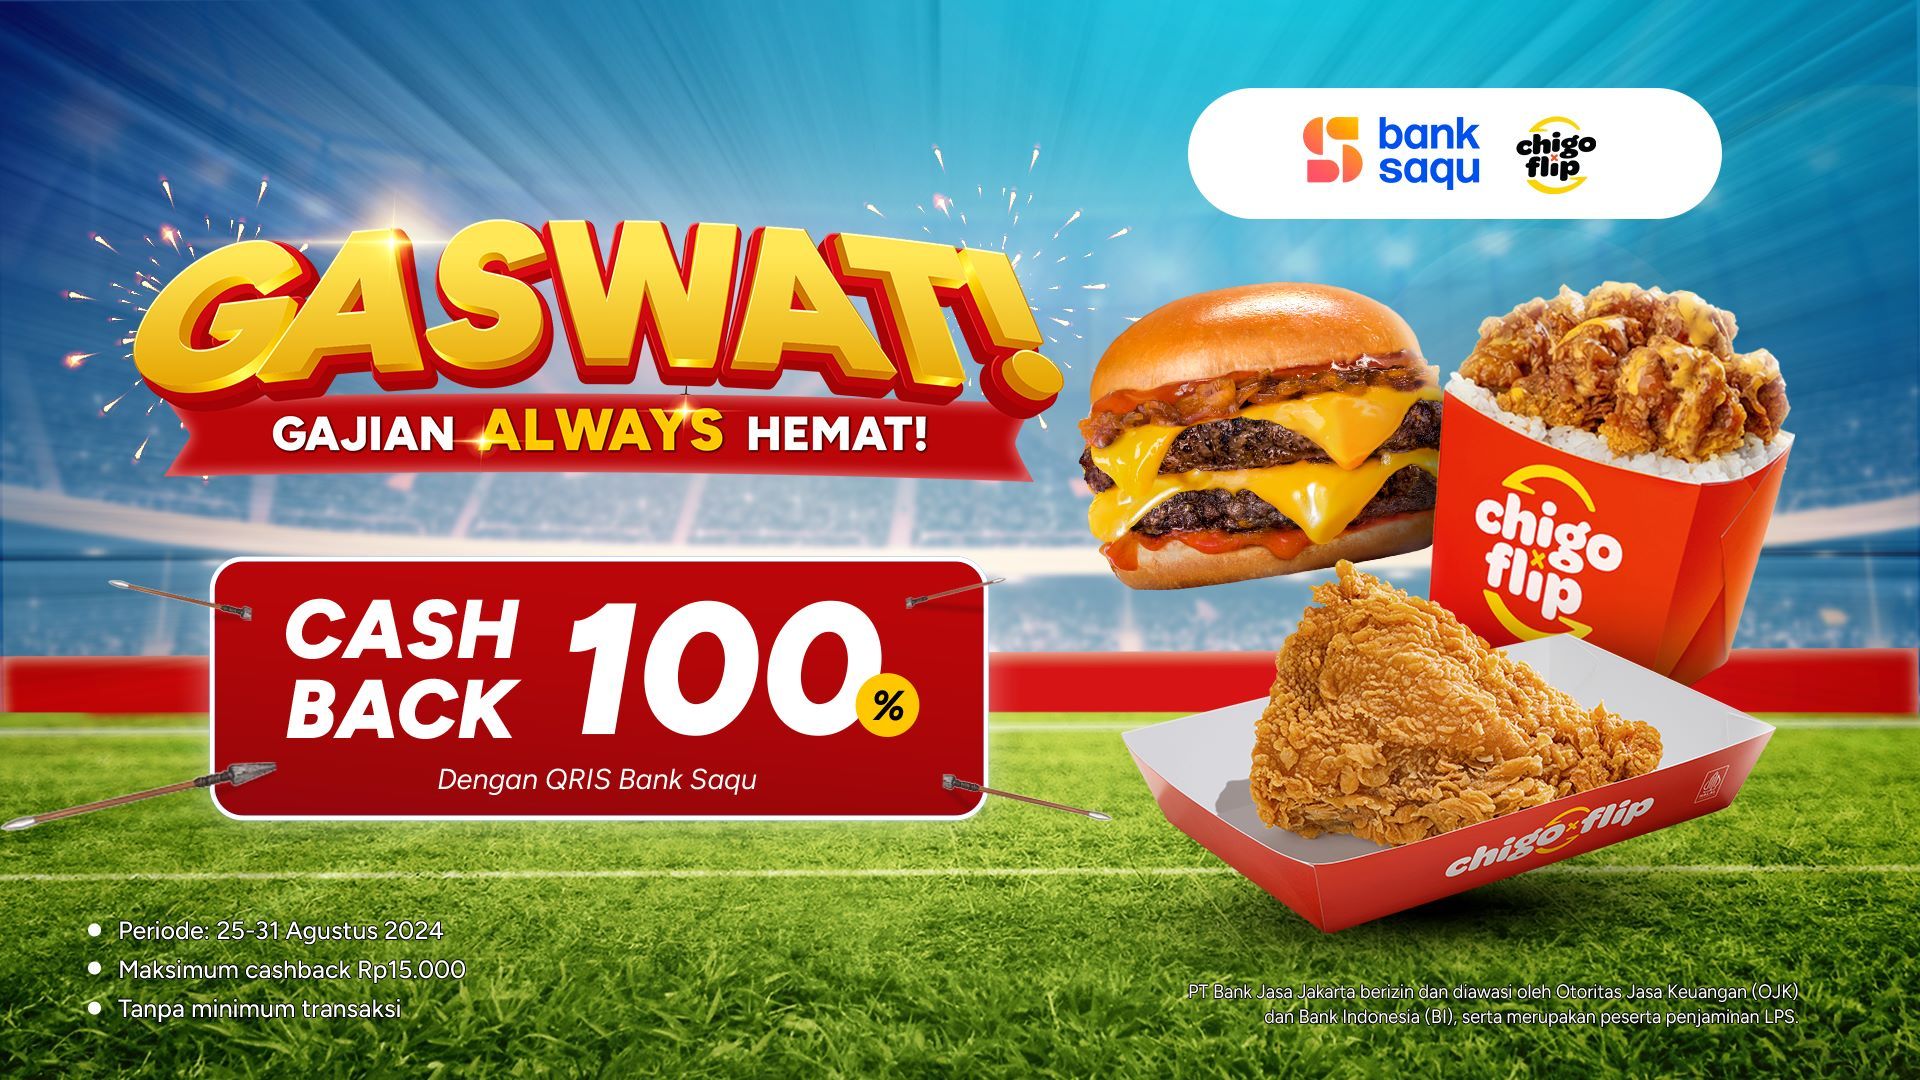 bank
saqu
chigo
x
flip
GASWAT!
GAJIAN ALWAYS HEMAT!
chigo
x
flip
CASH
BACK
100%
Dengan QRIS Bank Saqu
chigo x flip
Periode: 25-31 Agustus 2024
Maksimum cashback Rp15.000
Tanpa minimum transaksi
PT Bank Jasa Jakarta berizin dan diawasi oleh Otoritas Jasa Keuangan (OJK)
dan Bank Indonesia (BI), serta merupakan peserta penjaminan LPS.